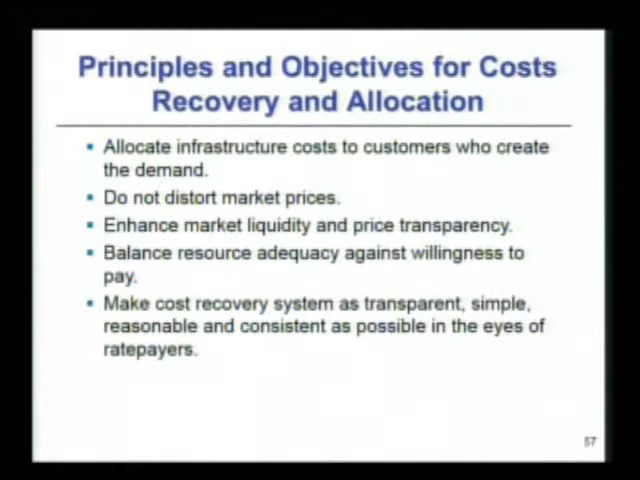 Principles and Objectives for Costs
Recovery and Allocation
▪ Allocate infrastructure costs to customers who create
the demand.
▪ Do not distort market prices.
▪ Enhance market liquidity and price transparency.
▪ Balance resource adequacy against willingness to
pay.
▪ Make cost recovery system as transparent, simple,
reasonable and consistent as possible in the eyes of
ratepayers.
57